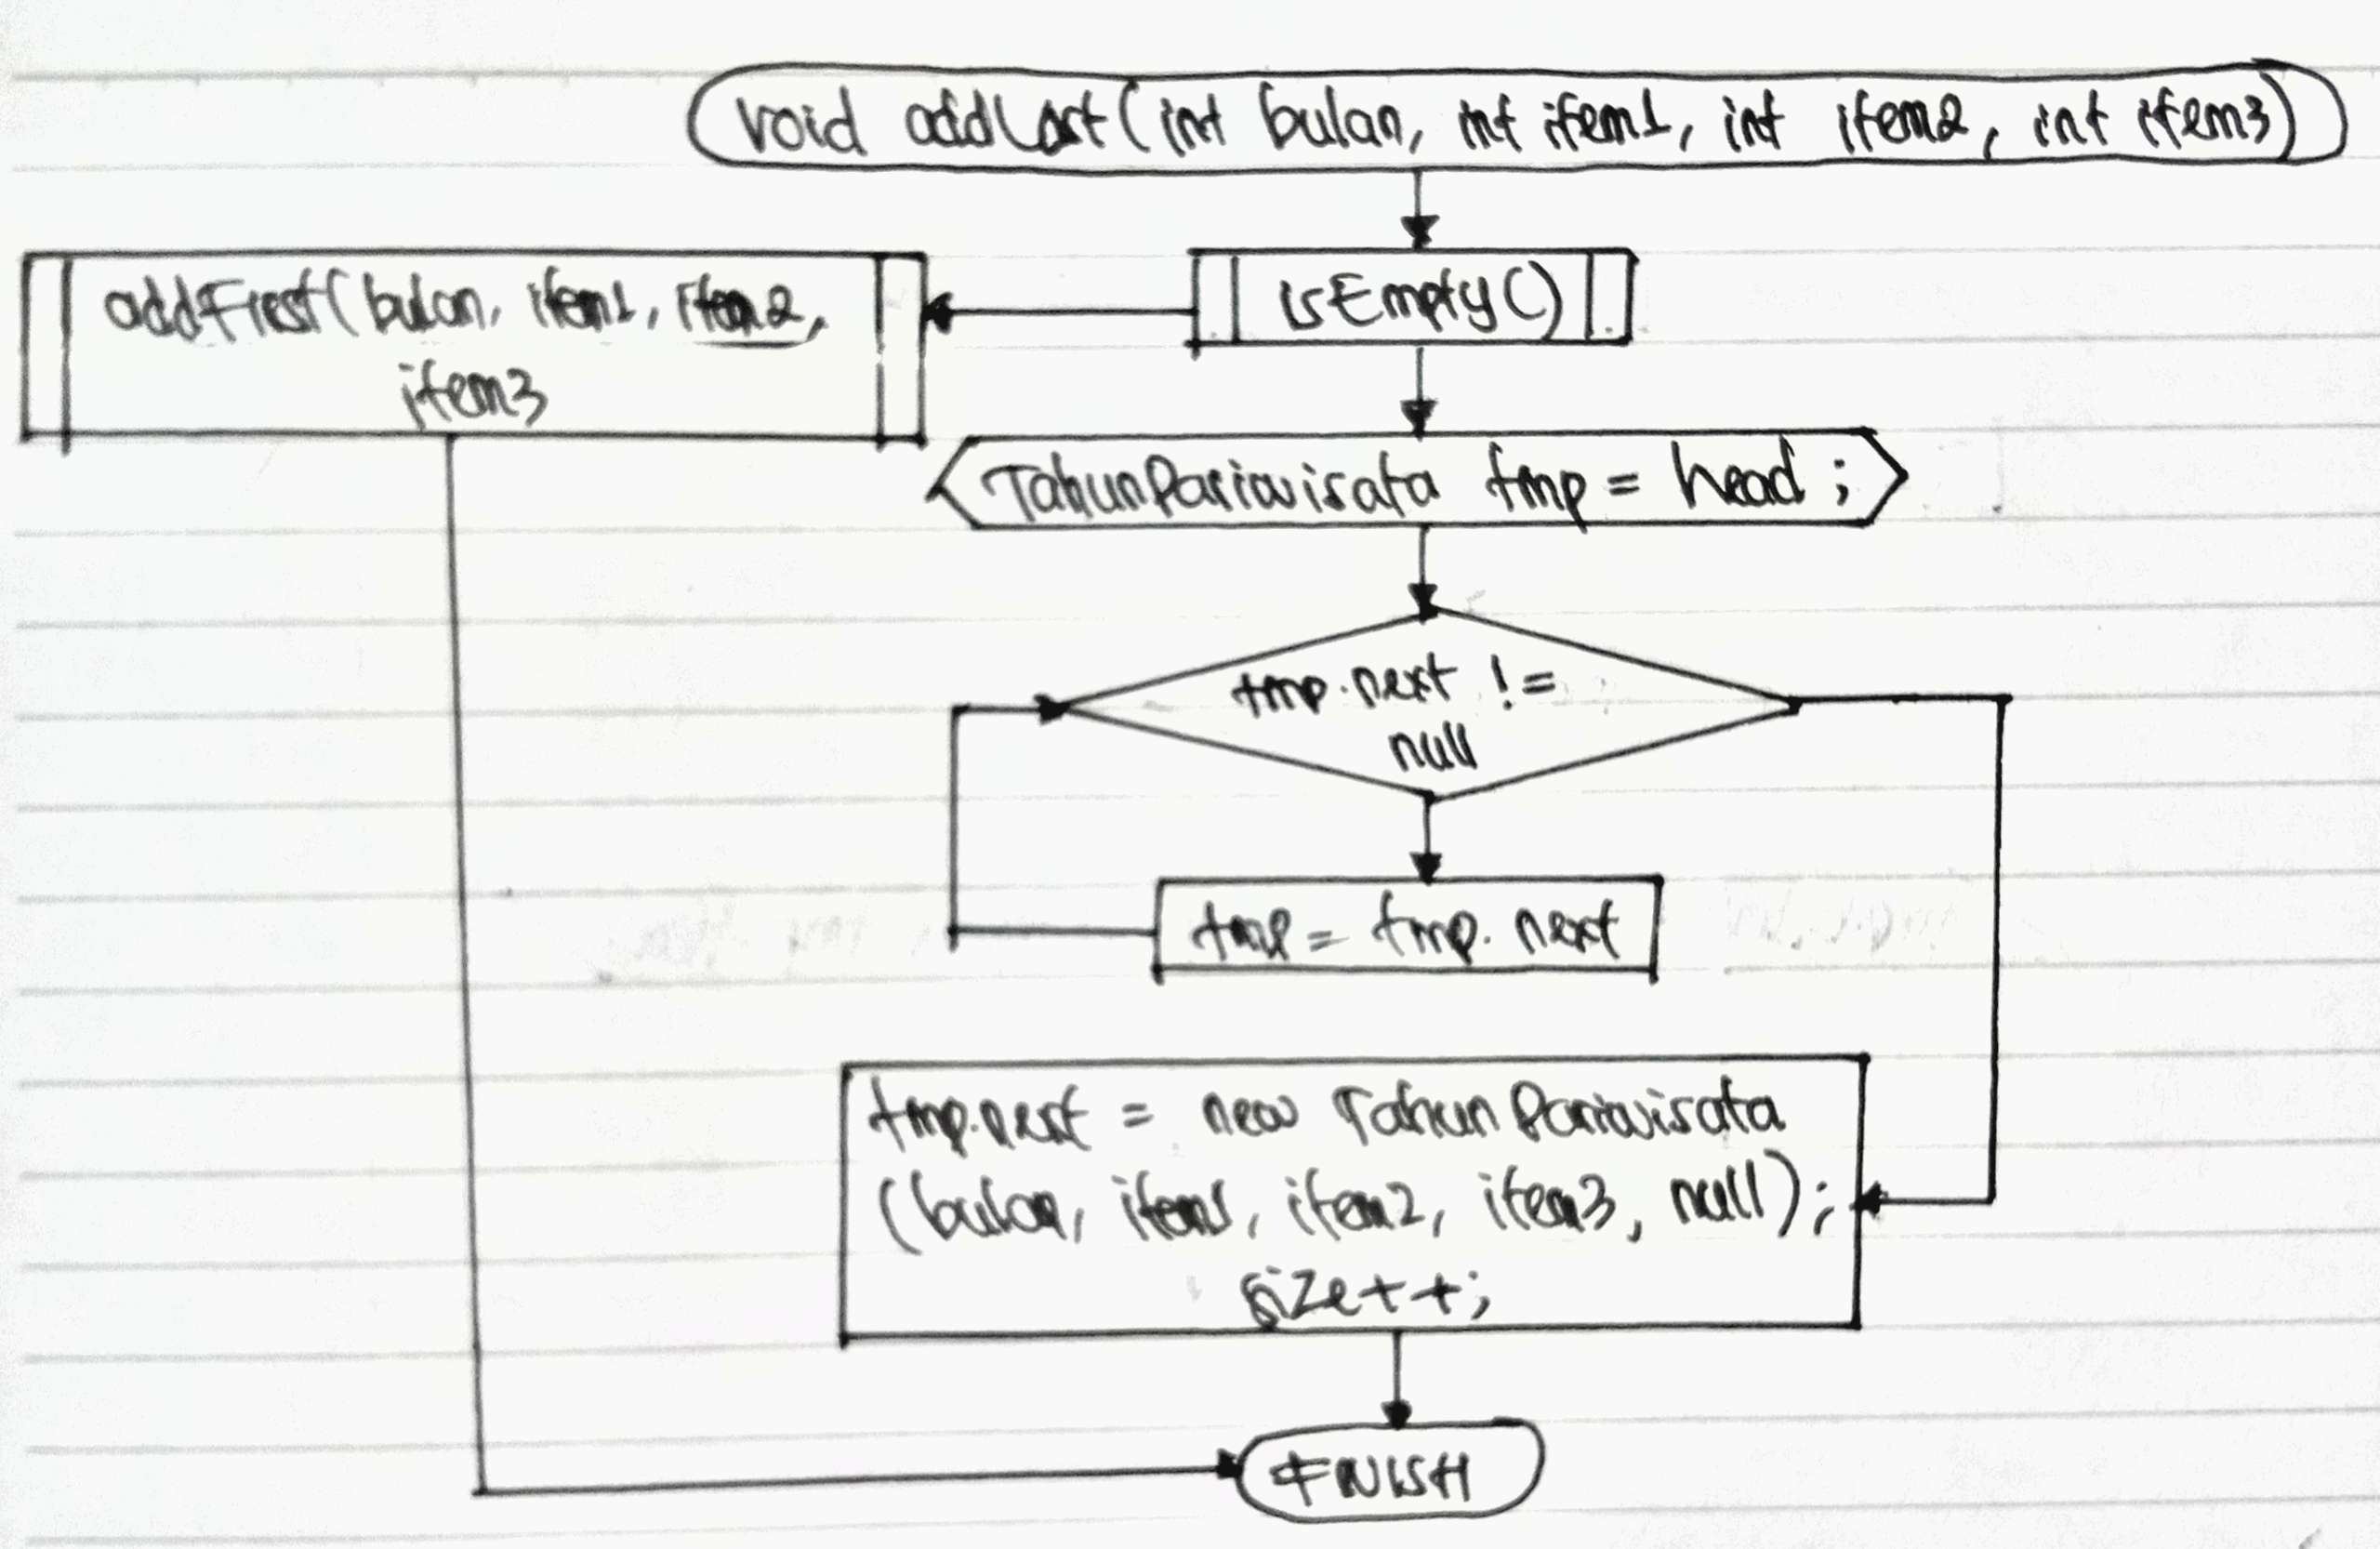 void addLast(int bulan, int item1, int item2, int item3)
isEmpty()
addFirst(bulan, item1, item2,
item3
TahunPariwisata tmp = head ;
tmp.next !=
null
tmp = tmp. next
tmp.next = new TahunPariwisata
(bulan, item1, item2, item3, null);
size++;
FINISH